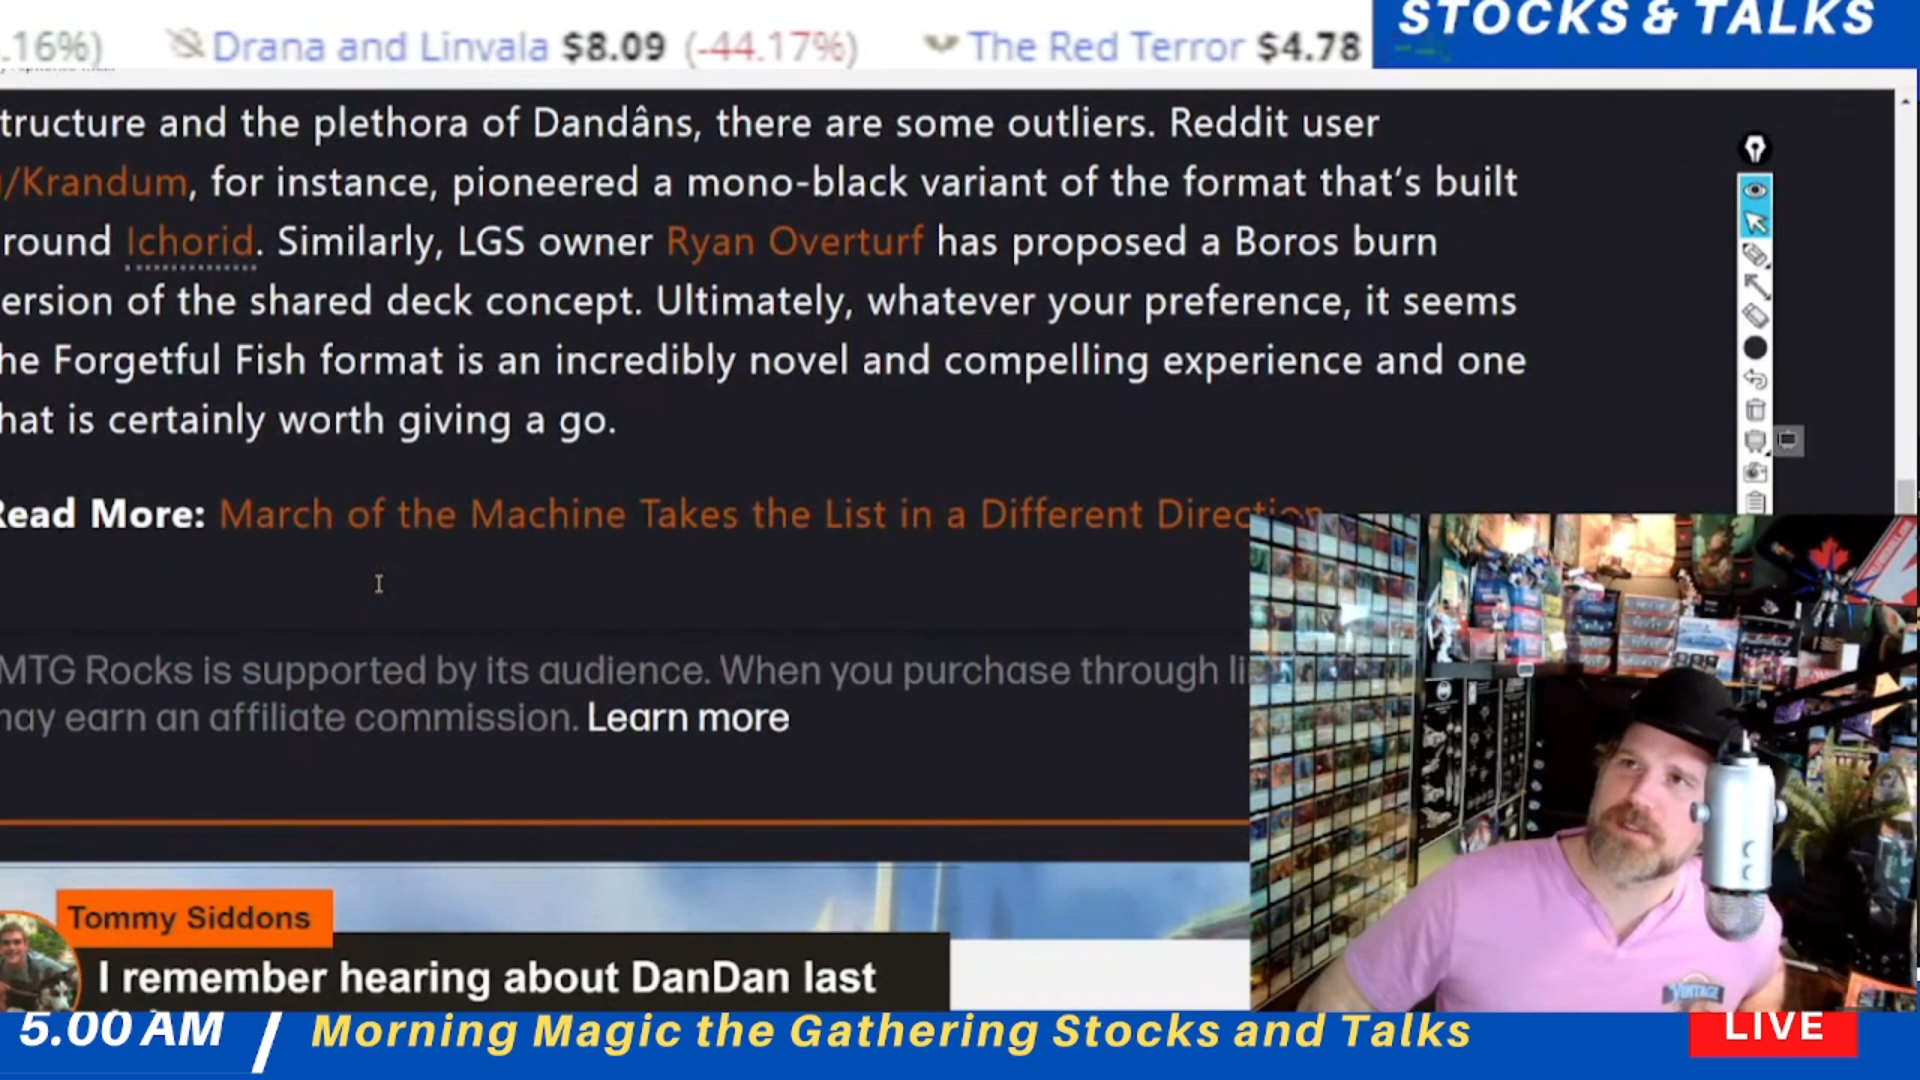 .16%) Drana and Linvala $8.09 (-44.17%) The Red Terror $4.78
STOCKS & TALKS
tructure and the plethora of Dandâns, there are some outliers. Reddit user
/Krandum, for instance, pioneered a mono-black variant of the format that's built
round Ichorid. Similarly, LGS owner Ryan Overturf has proposed a Boros burn
ersion of the shared deck concept. Ultimately, whatever your preference, it seems
he Forgetful Fish format is an incredibly novel and compelling experience and one
hat is certainly worth giving a go.
Read More: March of the Machine Takes the List in a Different Direction
MTG Rocks is supported by its audience. When you purchase through li
may earn an affiliate commission. Learn more
Tommy Siddons
I remember hearing about DanDan last
VINTAGE
5.00 AM / Morning Magic the Gathering Stocks and Talks
LIVE